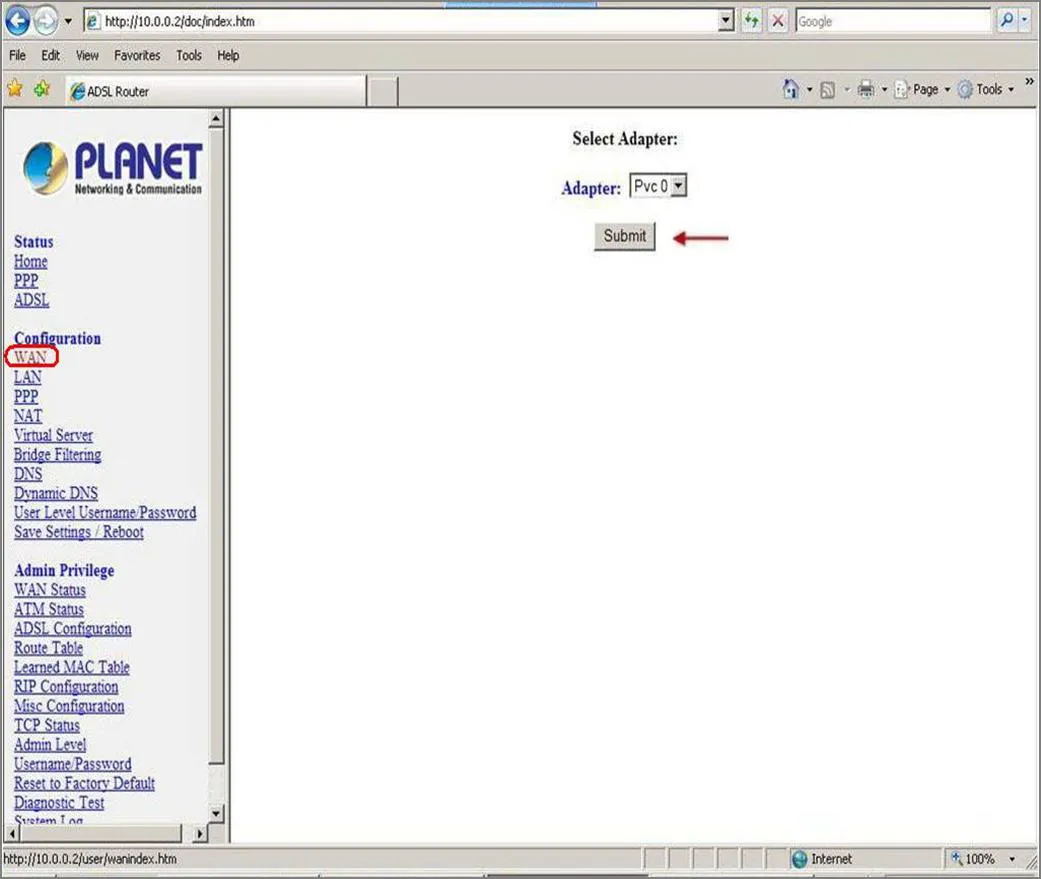 http://10.0.0.2/doc/index.htm
Google
File Edit View Favorites Tools Help
ADSL Router
Page Tools
PLANET
Networking & Communication
Status
Home
PPP
ADSL
Configuration
WAN
LAN
PPP
NAT
Virtual Server
Bridge Filtering
DNS
Dynamic DNS
User Level Username/Password
Save Settings / Reboot
Admin Privilege
WAN Status
ATM Status
ADSL Configuration
Route Table
Learned MAC Table
RIP Configuration
Misc Configuration
TCP Status
Admin Level
Username/Password
Reset to Factory Default
Diagnostic Test
System Log
Select Adapter:
Adapter: Pvc 0
Submit
http://10.0.0.2/user/wanindex.htm
Internet
100%